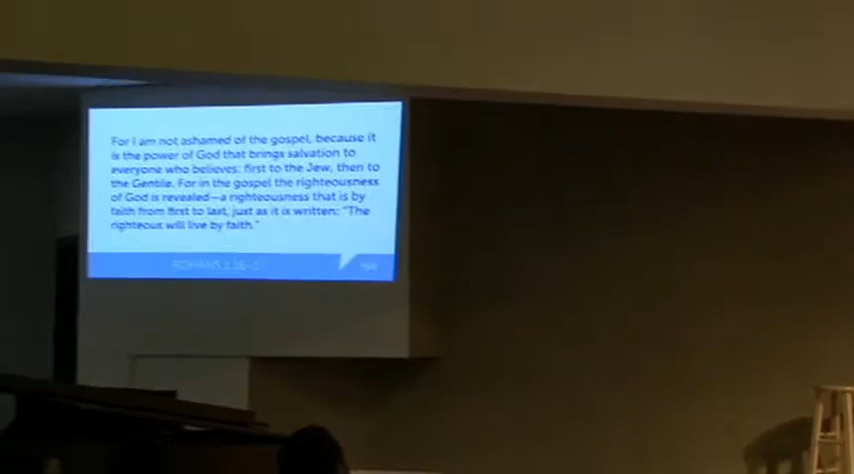 For I am not ashamed of the gospel, because it
is the power of God that brings salvation to
everyone who believes: first to the Jew, then to
the Gentile. For in the gospel the righteousness
of God is revealed—a righteousness that is by
faith from first to last, just as it is written: "The
righteous will live by faith."
ROMANS 1:16-